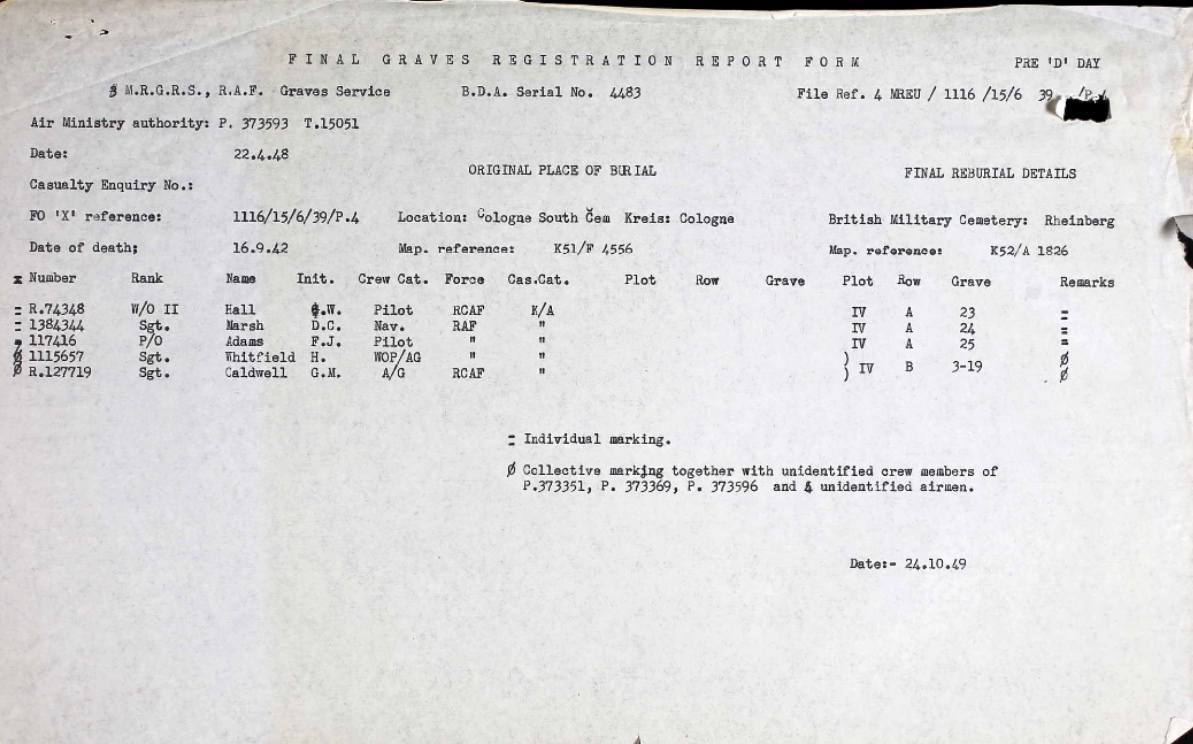 FINAL GRAVES REGISTRATION REPORT FORM PRE 'D' DAY
M.R.G.R.S., R.A.F. Graves Service B.D.A. Serial No. 4483 File Ref. 4 MREU / 1116 /15/6 39
Air Ministry authority: P. 373593 T.15051
Date: 22.4.48
ORIGINAL PLACE OF BURIAL FINAL REBURIAL DETAILS
Casualty Enquiry No.:
FO 'X' reference: 1116/15/6/39/P.4 Location: Cologne South Cem Kreis: Cologne British Military Cemetery: Rheinberg
Date of death; 16.9.42 Map. reference: K51/F 4556 Map. reference: K52/A 1826
x Number Rank Name Init. Crew Cat. Force Cas.Cat. Plot Row Grave Plot Row Grave Remarks
= R.74348 W/O II Hall .W. Pilot RCAF K/A IV A 23 =
= 1384344 Sgt. Marsh D.C. Nav. RAF " IV A 24 =
117416 P/O Adams F.J. Pilot " " IV A 25 =
Ø 1115657 Sgt. Whitfield H. WOP/AG " " ) IV B 3-19 Ø
Ø R.127719 Sgt. Caldwell G.M. A/G RCAF " ) Ø
= Individual marking.
Ø Collective marking together with unidentified crew members of
P.373351, P. 373369, P. 373596 and 4 unidentified airmen.
Date:- 24.10.49